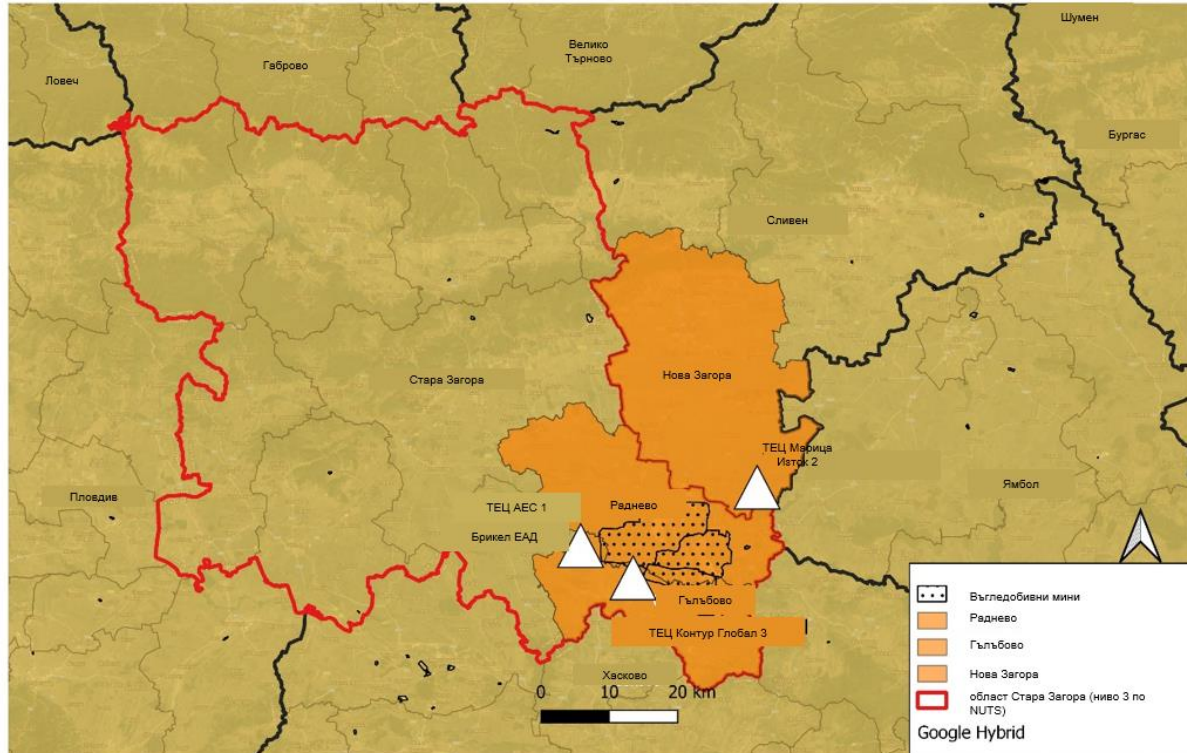 Шумен
Велико
Търново
Габрово
Ловеч
Бургас
Сливен
Нова Загора
Стара Загора
ТЕЦ Марица
Изток 2
Ямбол
Пловдив
ТЕЦ АЕС 1
Раднево
Брикел ЕАД
Гълъбово
ТЕЦ Контур Глобал 3
Хасково
0 10 20 km
Въгледобивни мини
Раднево
Гълъбово
Нова Загора
област Стара Загора (ниво 3 по
NUTS)
Google Hybrid